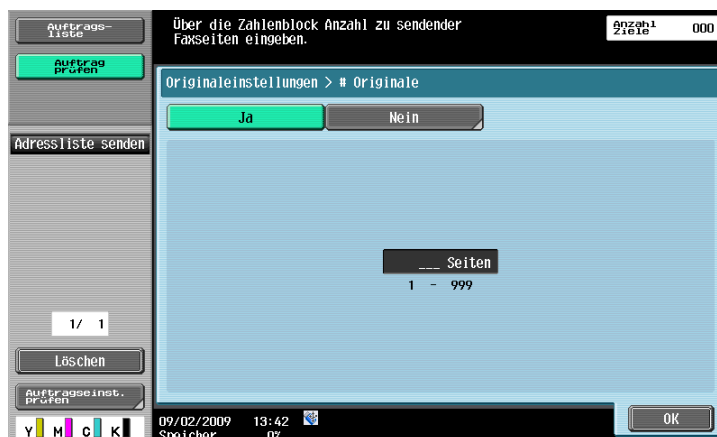 Auftrags-
liste
Auftrag
prüfen
Adressliste senden
1/ 1
Löschen
Auftragseinst.
prüfen
Y M C K
Über die Zahlenblock Anzahl zu sendender
Faxseiten eingeben.
Anzahl
Ziele 000
Originaleinstellungen > # Originale
Ja Nein
___ Seiten
1 - 999
09/02/2009 13:42
Speicher 0%
OK